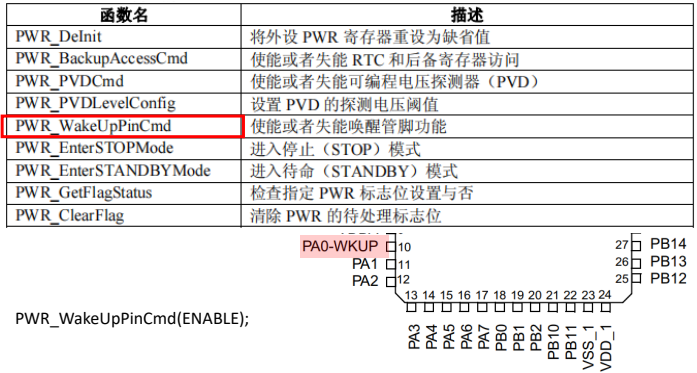 函数名 描述
PWR_DeInit 将外设 PWR 寄存器重设为缺省值
PWR_BackupAccessCmd 使能或者失能 RTC 和后备寄存器访问
PWR_PVDCmd 使能或者失能可编程电压探测器（PVD）
PWR_PVDLevelConfig 设置 PVD 的探测电压阈值
PWR_WakeUpPinCmd 使能或者失能唤醒管脚功能
PWR_EnterSTOPMode 进入停止（STOP）模式
PWR_EnterSTANDBYMode 进入待命（STANDBY）模式
PWR_GetFlagStatus 检查指定 PWR 标志位设置与否
PWR_ClearFlag 清除 PWR 的待处理标志位
PA0-WKUP 10 27 PB14
PA1 11 26 PB13
PA2 12 25 PB12
13 14 15 16 17 18 19 20 21 22 23 24
PA3 PA4 PA5 PA6 PA7 PB0 PB1 PB2 PB10 PB11 VSS_1 VDD_1
PWR_WakeUpPinCmd(ENABLE);